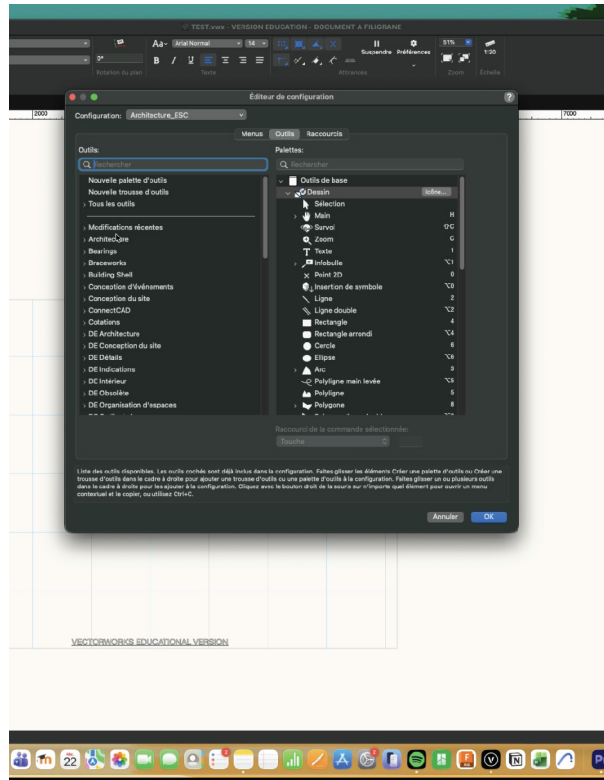 TEST.vwx - VERSION EDUCATION - DOCUMENT À FILIGRANE
Aa Arial Normal 14
Suspendre Préférences
51%
1:30
0°
B I U
Rotation du plan Texte Attractions Zoom Échelle
Éditeur de configuration ?
2000 7000
Configuration: Architecture_ESC
Menus Outils Raccourcis
Outils: Palettes:
Rechercher Rechercher
Nouvelle palette d'outils Outils de base
Nouvelle trousse d'outils Dessin Icône...
Tous les outils Sélection
Main H
Modifications récentes Survol
Architecture Zoom C
Bearings Texte 1
Braceworks Infobulle ⌥1
Building Shell Point 2D 0
Conception d'événements Insertion de symbole ⌥0
Conception du site Ligne 2
ConnectCAD Ligne double ⌥2
Cotations Rectangle 4
DE Architecture Rectangle arrondi ⌥4
DE Conception du site Cercle 6
DE Détails Ellipse ⌥6
DE Indications Arc 3
DE Intérieur Polyligne main levée ⌥5
DE Obsolète Polyligne 5
DE Organisation d'espaces Polygone 8
Raccourci de la commande sélectionnée:
Touche
Liste des outils disponibles. Les outils cochés sont déjà inclus dans la configuration. Faites glisser les éléments Créer une palette d'outils ou Créer une
trousse d'outils dans le cadre à droite pour ajouter une trousse d'outils ou une palette d'outils à la configuration. Faites glisser un ou plusieurs outils
dans le cadre à droite pour les ajouter à la configuration. Cliquez avec le bouton droit de la souris sur n'importe quel élément pour ouvrir un menu
contextuel et le copier, ou utilisez Ctrl+C.
Annuler OK
VECTORWORKS EDUCATIONAL VERSION
22